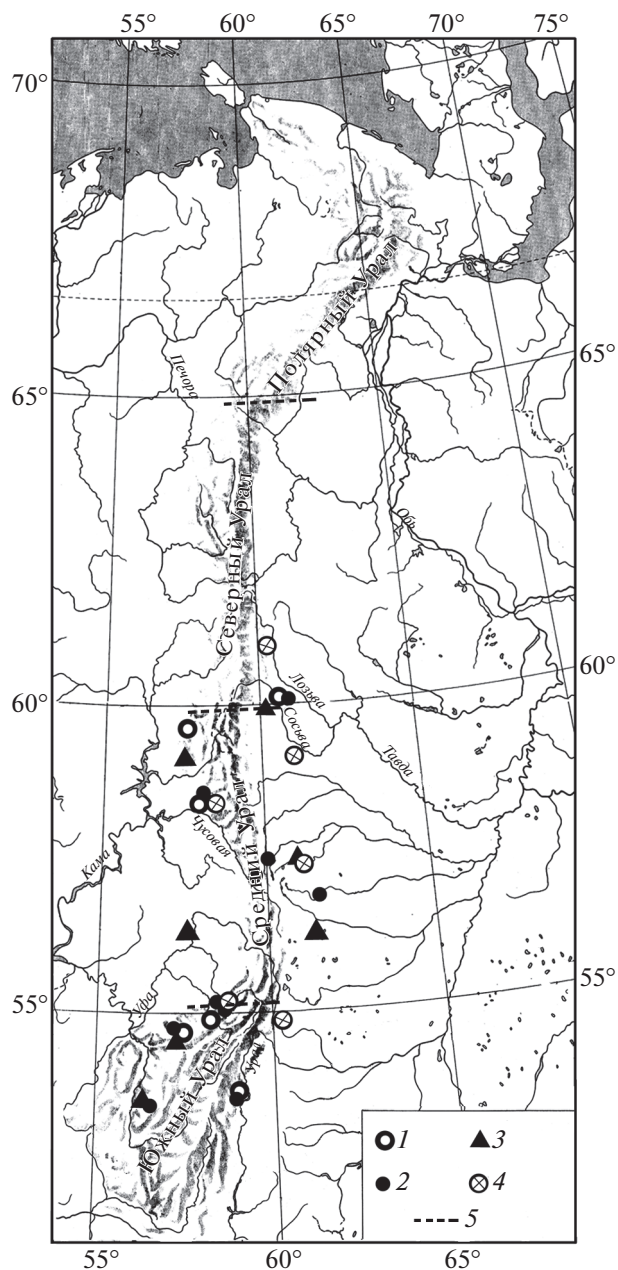 55° 60° 65° 70° 75°
70°
Полярный Урал
65°
Печора
65°
Обь
Северный Урал
60°
Лозьва
60°
Сосьва
Тавда
Средний Урал
Чусовая
Кама
55°
Уфа
55°
Урал
Южный Урал
1 3
2 4
5
55° 60° 65°